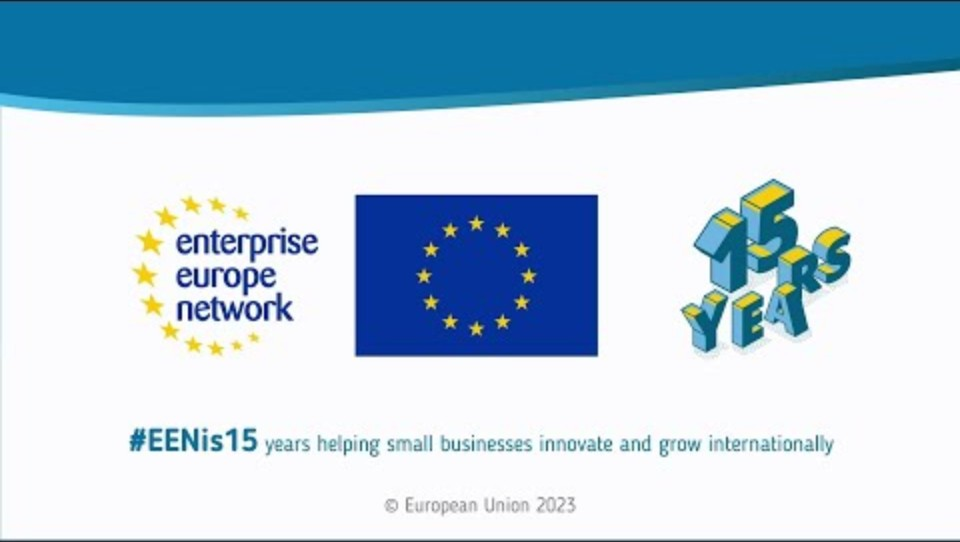 enterprise
europe
network
15
YEARS
#EENis15 years helping small businesses innovate and grow internationally
© European Union 2023